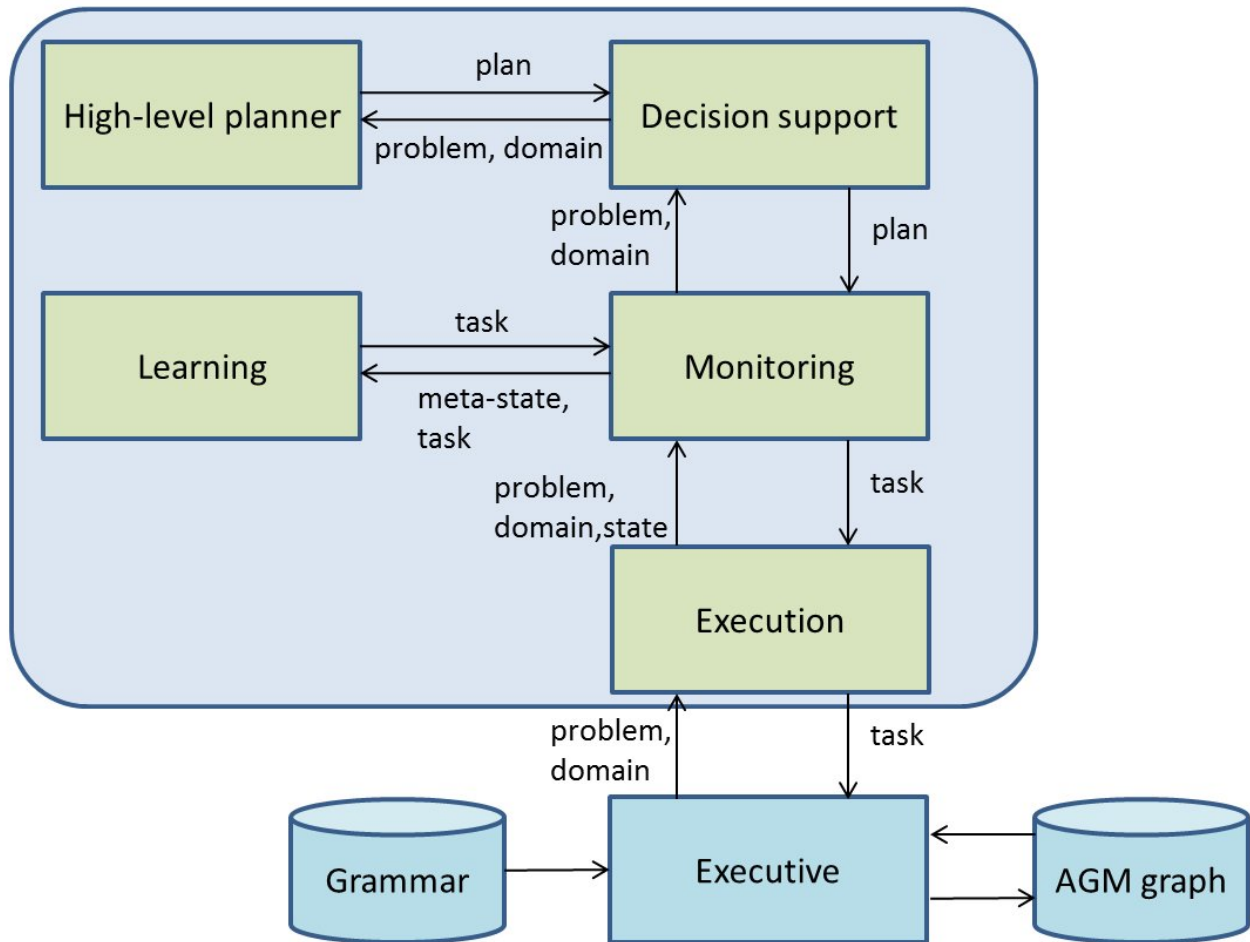 plan
High-level planner
Decision support
problem, domain
problem,
domain
plan
task
Learning
Monitoring
meta-state,
task
problem,
domain,state
task
Execution
problem,
domain
task
Grammar
Executive
AGM graph